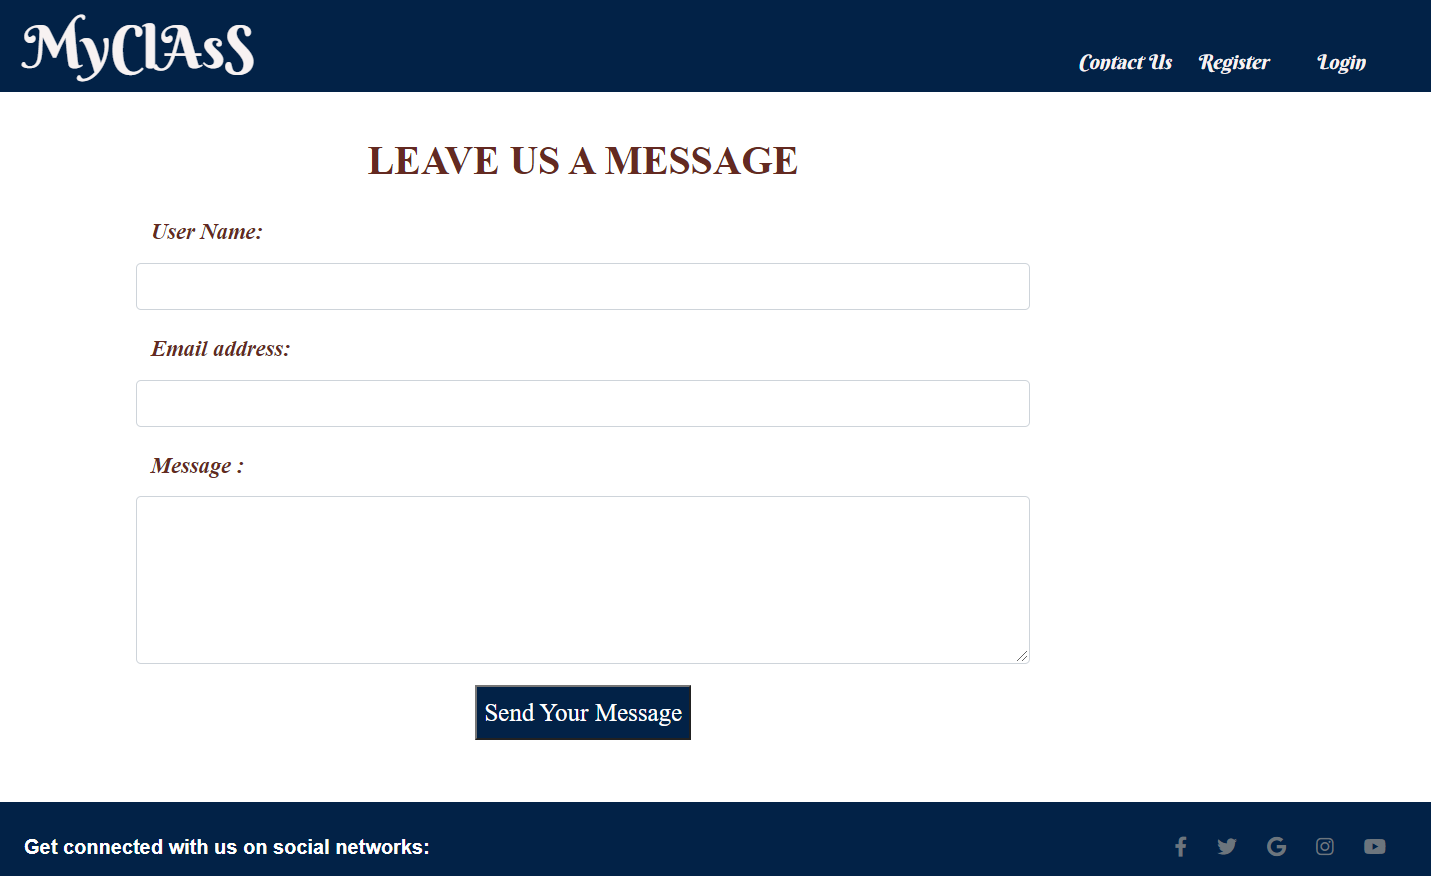 MyClAsS
Contact Us Register Login
LEAVE US A MESSAGE
User Name:
Email address:
Message :
Send Your Message
Get connected with us on social networks: